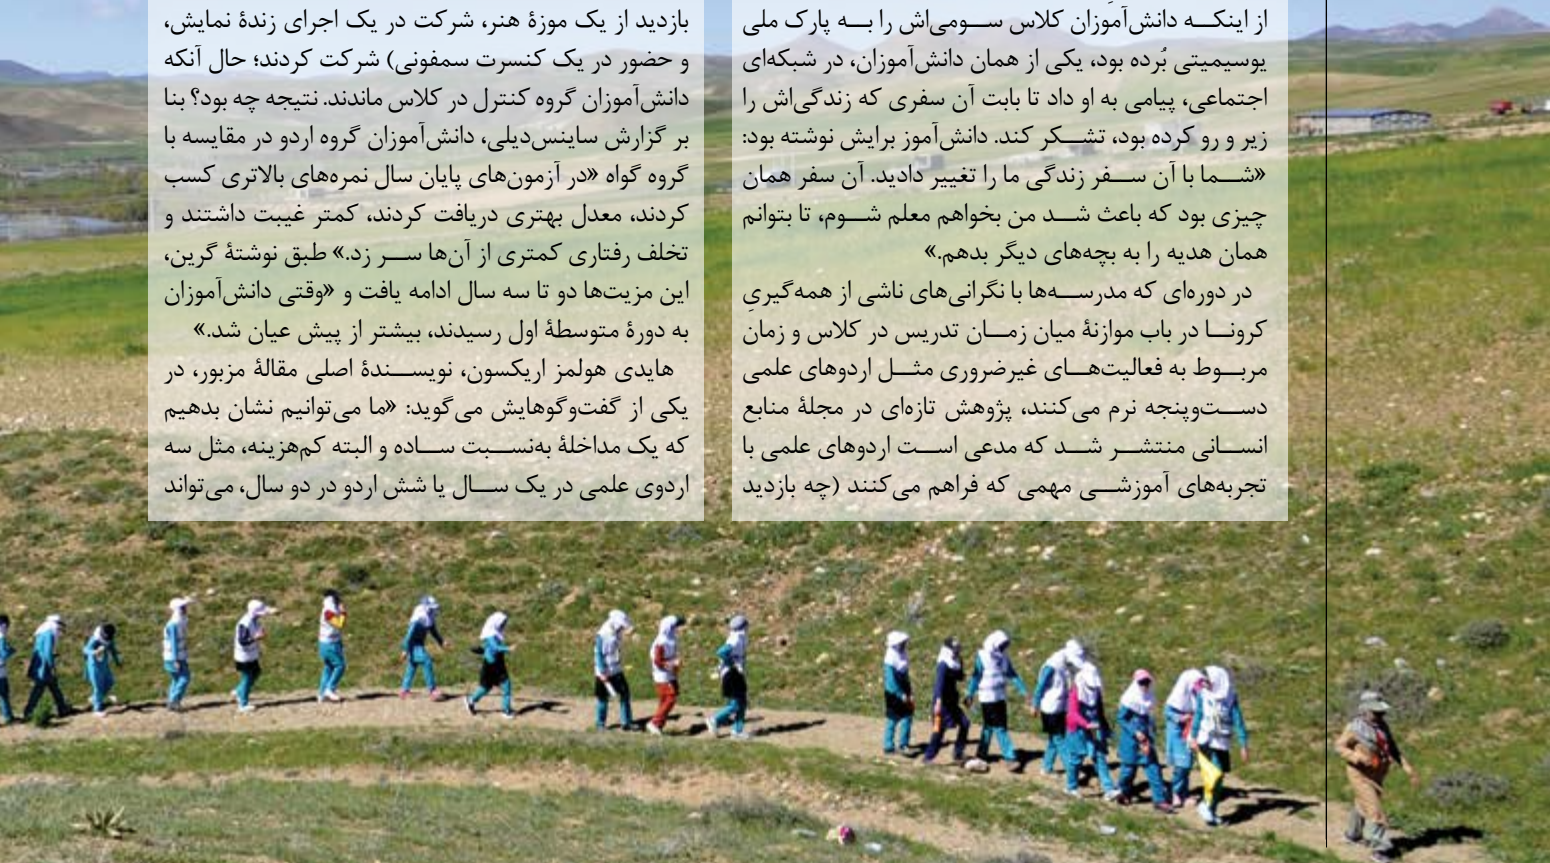 از اینکه دانش‌آموزان کلاس سومی‌اش را به پارک ملی
یوسیمیتی بُرده بود، یکی از همان دانش‌آموزان، در شبکه‌ای
اجتماعی، پیامی به او داد تا بابت آن سفری که زندگی‌اش را
زیر و رو کرده بود، تشکر کند. دانش‌آموز برایش نوشته بود:
«شما با آن سفر زندگی ما را تغییر دادید. آن سفر همان
چیزی بود که باعث شد من بخواهم معلم شوم، تا بتوانم
همان هدیه را به بچه‌های دیگر بدهم.»
در دوره‌ای که مدرسه‌ها با نگرانی‌های ناشی از همه‌گیریِ
کرونا در باب موازنهٔ میان زمان تدریس در کلاس و زمان
مربوط به فعالیت‌های غیرضروری مثل اردوهای علمی
دست‌وپنجه نرم می‌کنند، پژوهش تازه‌ای در مجلهٔ منابع
انسانی منتشر شد که مدعی است اردوهای علمی با
تجربه‌های آموزشی مهمی که فراهم می‌کنند (چه بازدید
بازدید از یک موزهٔ هنر، شرکت در یک اجرای زندهٔ نمایش،
و حضور در یک کنسرت سمفونی) شرکت کردند؛ حال آنکه
دانش‌آموزان گروه کنترل در کلاس ماندند. نتیجه چه بود؟ بنا
بر گزارش ساینس‌دیلی، دانش‌آموزان گروه اردو در مقایسه با
گروه گواه «در آزمون‌های پایان سال نمره‌های بالاتری کسب
کردند، معدل بهتری دریافت کردند، کمتر غیبت داشتند و
تخلف رفتاری کمتری از آن‌ها سر زد.» طبق نوشتهٔ گرین،
این مزیت‌ها دو تا سه سال ادامه یافت و «وقتی دانش‌آموزان
به دورهٔ متوسطهٔ اول رسیدند، بیشتر از پیش عیان شد.»
هایدی هولمز اریکسون، نویسندهٔ اصلی مقالهٔ مزبور، در
یکی از گفت‌وگوهایش می‌گوید: «ما می‌توانیم نشان بدهیم
که یک مداخلهٔ به‌نسبت ساده و البته کم‌هزینه، مثل سه
اردوی علمی در یک سال یا شش اردو در دو سال، می‌تواند